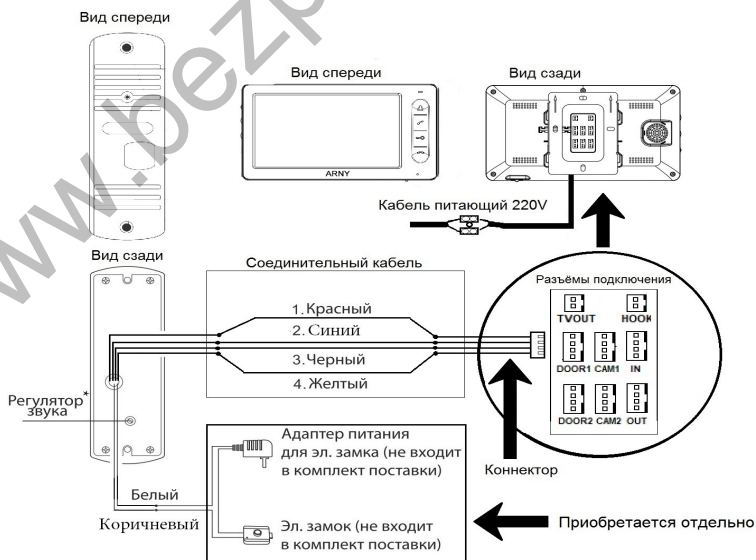 Вид спереди
www.bezp
Вид спереди
Вид сзади
ARNY
Кабель питающий 220V
Вид сзади
Соединительный кабель
Разъёмы подключения
1.Красный
2. Синий
3.Черный
4.Желтый
TVOUT
HOOK
DOOR1
CAM1
IN
DOOR2
CAM2
OUT
Регулятор*
звука
Коннектор
Адаптер питания
для эл. замка (не входит
в комплект поставки)
Белый
Коричневый
Эл. замок (не входит
в комплект поставки)
Приобретается отдельно